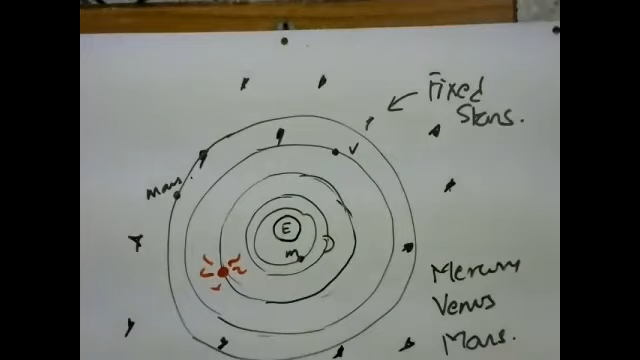 Fixed
Stars.
V
mars.
E
m
Mercury
Venus
Mars.